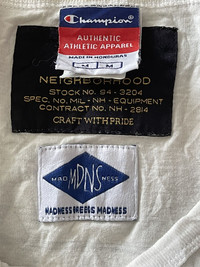 Champion
AUTHENTIC
ATHLETIC APPAREL
MADE IN HONDURAS
M M
NEIGHBORHOOD
STOCK NO. S4 - 3204
SPEC. NO. MIL - NH - EQUIPMENT
CONTRACT NO. NH - 2814
CRAFT WITH PRIDE
MAD MDNS NESS
MADNESS BREEDS MADNESS